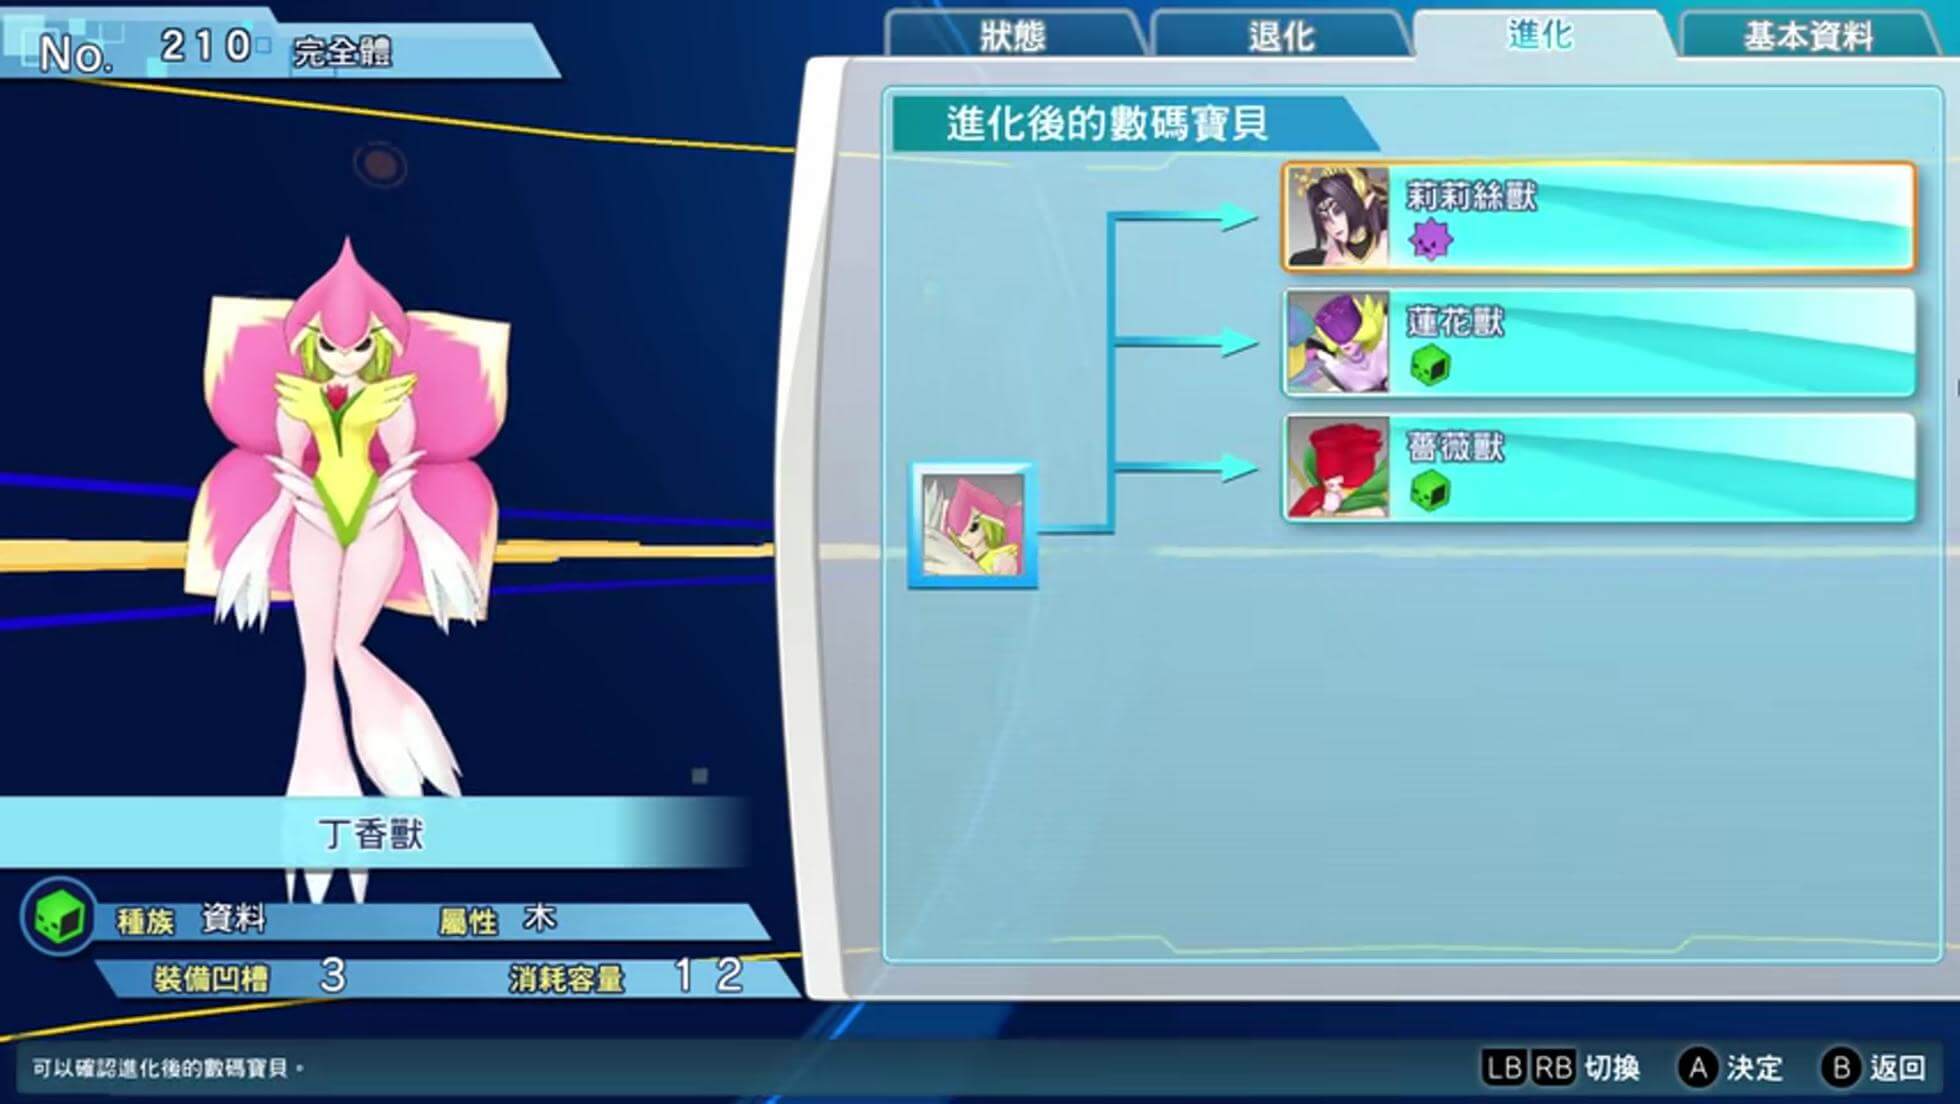 No. 210 完全體
狀態 退化 進化 基本資料
進化後的數碼寶貝
莉莉絲獸
蓮花獸
薔薇獸
丁香獸
種族 資料 屬性 木
裝備凹槽 3 消耗容量 12
可以確認進化後的數碼寶貝。
LB RB 切換 A 決定 B 返回